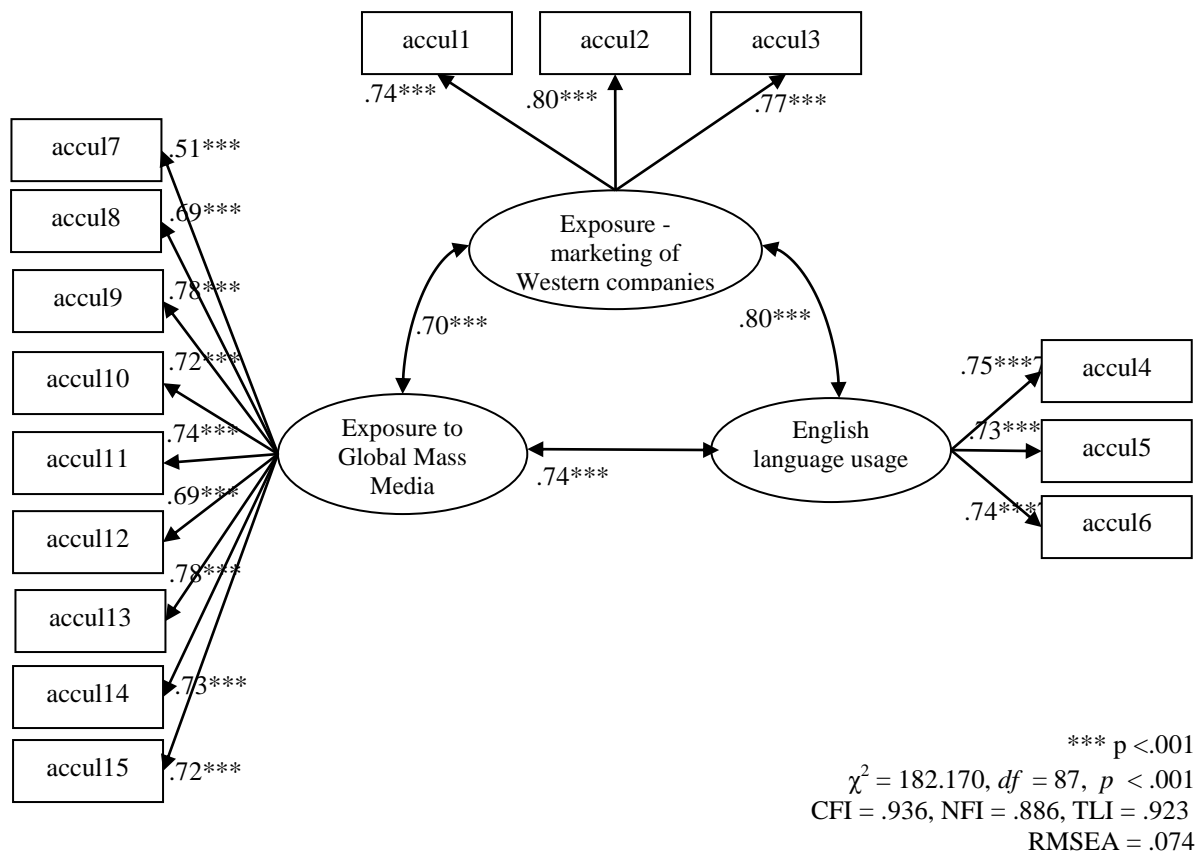 accul1
accul2
accul3
.74***
.80***
.77***
accul7
.51***
accul8
.69***
accul9
.78***
accul10
.72***
accul11
.74***
accul12
.69***
accul13
.78***
accul14
.73***
accul15
.72***
Exposure -
marketing of
Western companies
.70***
.80***
Exposure to
Global Mass
Media
.74***
English
language usage
.75***
accul4
.73***
accul5
.74***
accul6
*** p <.001
χ² = 182.170, df = 87, p < .001
CFI = .936, NFI = .886, TLI = .923
RMSEA = .074